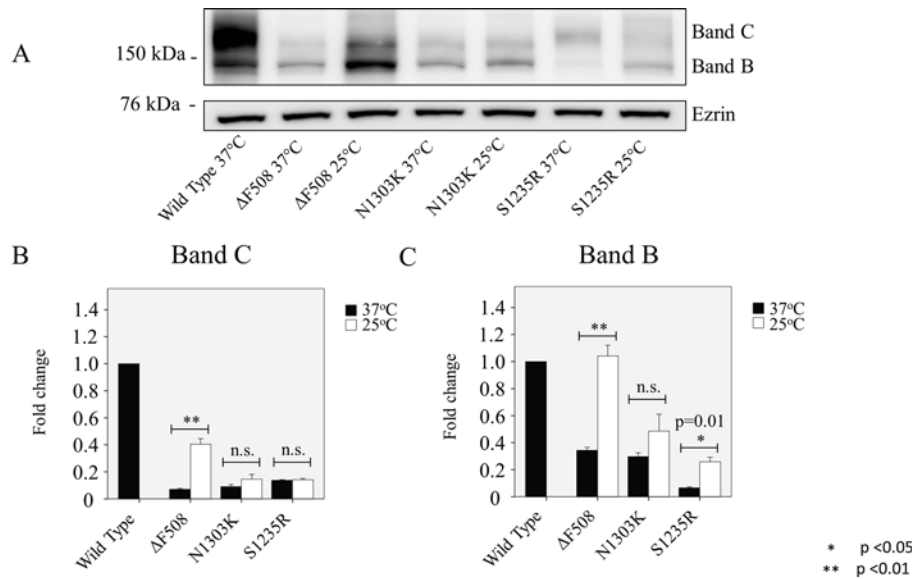 A
150 kDa -
76 kDa -
Band C
Band B
Ezrin
Wild Type 37°C
ΔF508 37°C
ΔF508 25°C
N1303K 37°C
N1303K 25°C
S1235R 37°C
S1235R 25°C
B
Band C
Fold change
1.4
1.2
1.0
0.8
0.6
0.4
0.2
0
**
n.s.
n.s.
37°C
25°C
Wild Type
ΔF508
N1303K
S1235R
C
Band B
Fold change
1.4
1.2
1.0
0.8
0.6
0.4
0.2
0
**
n.s.
p=0.01
*
37°C
25°C
Wild Type
ΔF508
N1303K
S1235R
* p <0.05
** p <0.01